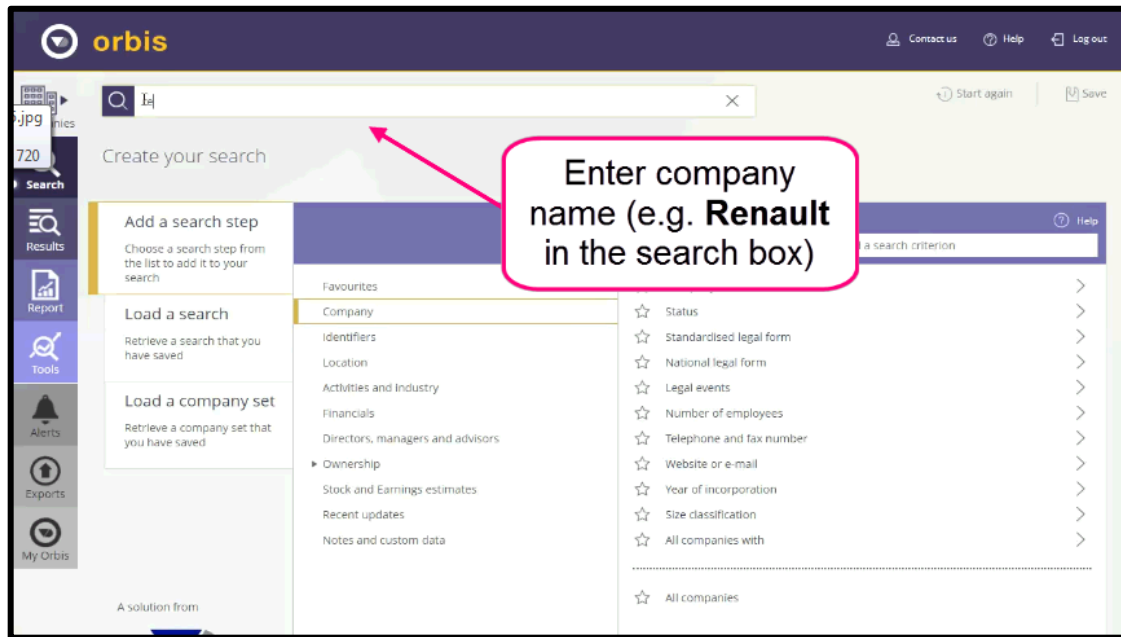 orbis
Contact us
Help
Log out
5.jpg
nies
720
Start again
Save
Create your search
Enter company
name (e.g. Renault
in the search box)
Search
Results
Report
Tools
Alerts
Exports
My Orbis
Add a search step
Choose a search step from
the list to add it to your
search
Load a search
Retrieve a search that you
have saved
Load a company set
Retrieve a company set that
you have saved
Help
a search criterion
Favourites
Company
Identifiers
Location
Activities and Industry
Financials
Directors, managers and advisors
Ownership
Stock and Earnings estimates
Recent updates
Notes and custom data
Status
Standardised legal form
National legal form
Legal events
Number of employees
Telephone and fax number
Website or e-mail
Year of incorporation
Size classification
All companies with
All companies
A solution from